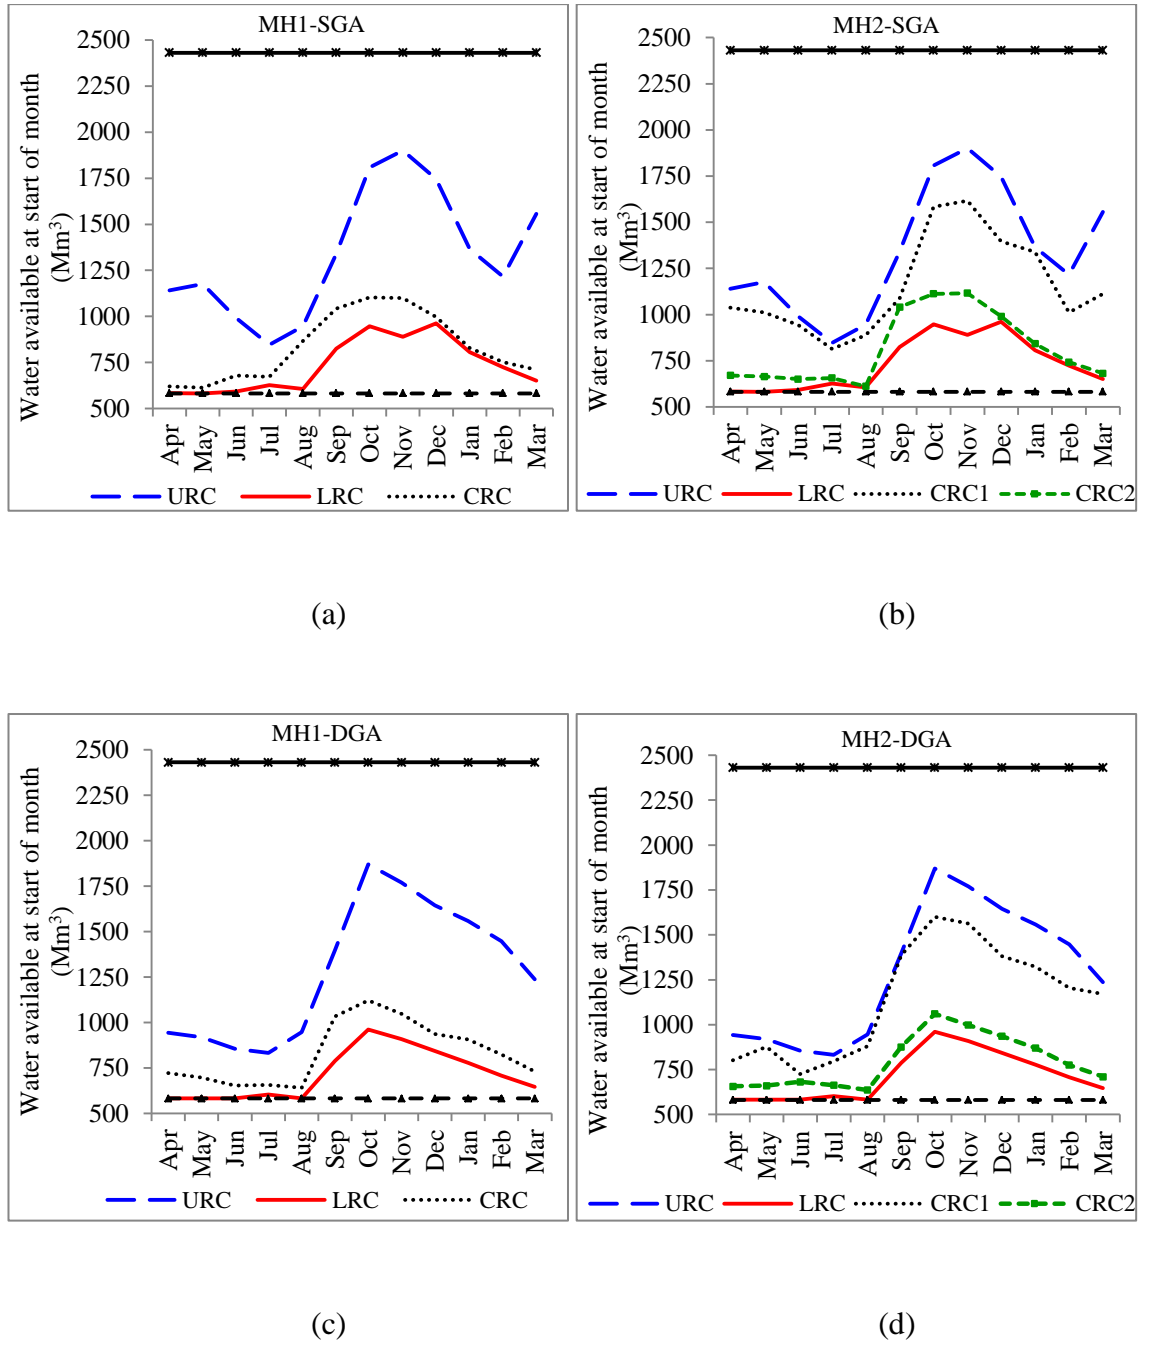 MH1-SGA
Water available at start of month
(Mm3)
2500
2250
2000
1750
1500
1250
1000
750
500
Apr
May
Jun
Jul
Aug
Sep
Oct
Nov
Dec
Jan
Feb
Mar
URC LRC CRC
(a)
MH2-SGA
Water available at start of month
(Mm3)
2500
2250
2000
1750
1500
1250
1000
750
500
Apr
May
Jun
Jul
Aug
Sep
Oct
Nov
Dec
Jan
Feb
Mar
URC LRC CRC1 CRC2
(b)
MH1-DGA
Water available at start of month
(Mm3)
2500
2250
2000
1750
1500
1250
1000
750
500
Apr
May
Jun
Jul
Aug
Sep
Oct
Nov
Dec
Jan
Feb
Mar
URC LRC CRC
(c)
MH2-DGA
Water available at start of month
(Mm3)
2500
2250
2000
1750
1500
1250
1000
750
500
Apr
May
Jun
Jul
Aug
Sep
Oct
Nov
Dec
Jan
Feb
Mar
URC LRC CRC1 CRC2
(d)